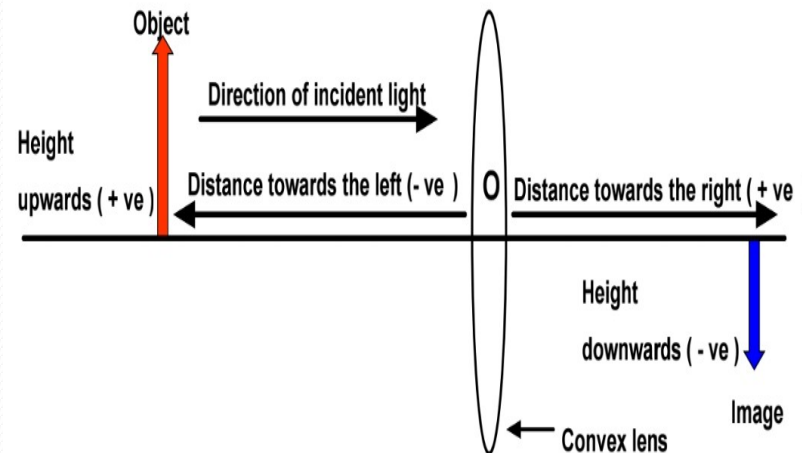 Object
Direction of incident light
Height
upwards ( + ve )
Distance towards the left (- ve )
O
Distance towards the right ( + ve
Height
downwards ( - ve )
Image
Convex lens